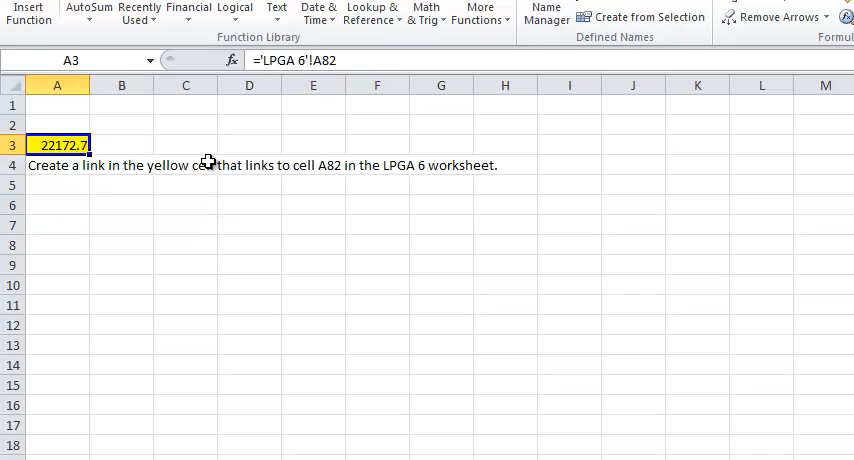 Insert Function
AutoSum Recently Used Financial Logical Text Date & Time Lookup & Reference Math & Trig More Functions
Function Library
Name Manager
Create from Selection
Defined Names
Remove Arrows
Formul
A3 fx ='LPGA 6'!A82
A B C D E F G H I J K L M
1
2
3 22172.7
4 Create a link in the yellow cell that links to cell A82 in the LPGA 6 worksheet.
5
6
7
8
9
10
11
12
13
14
15
16
17
18